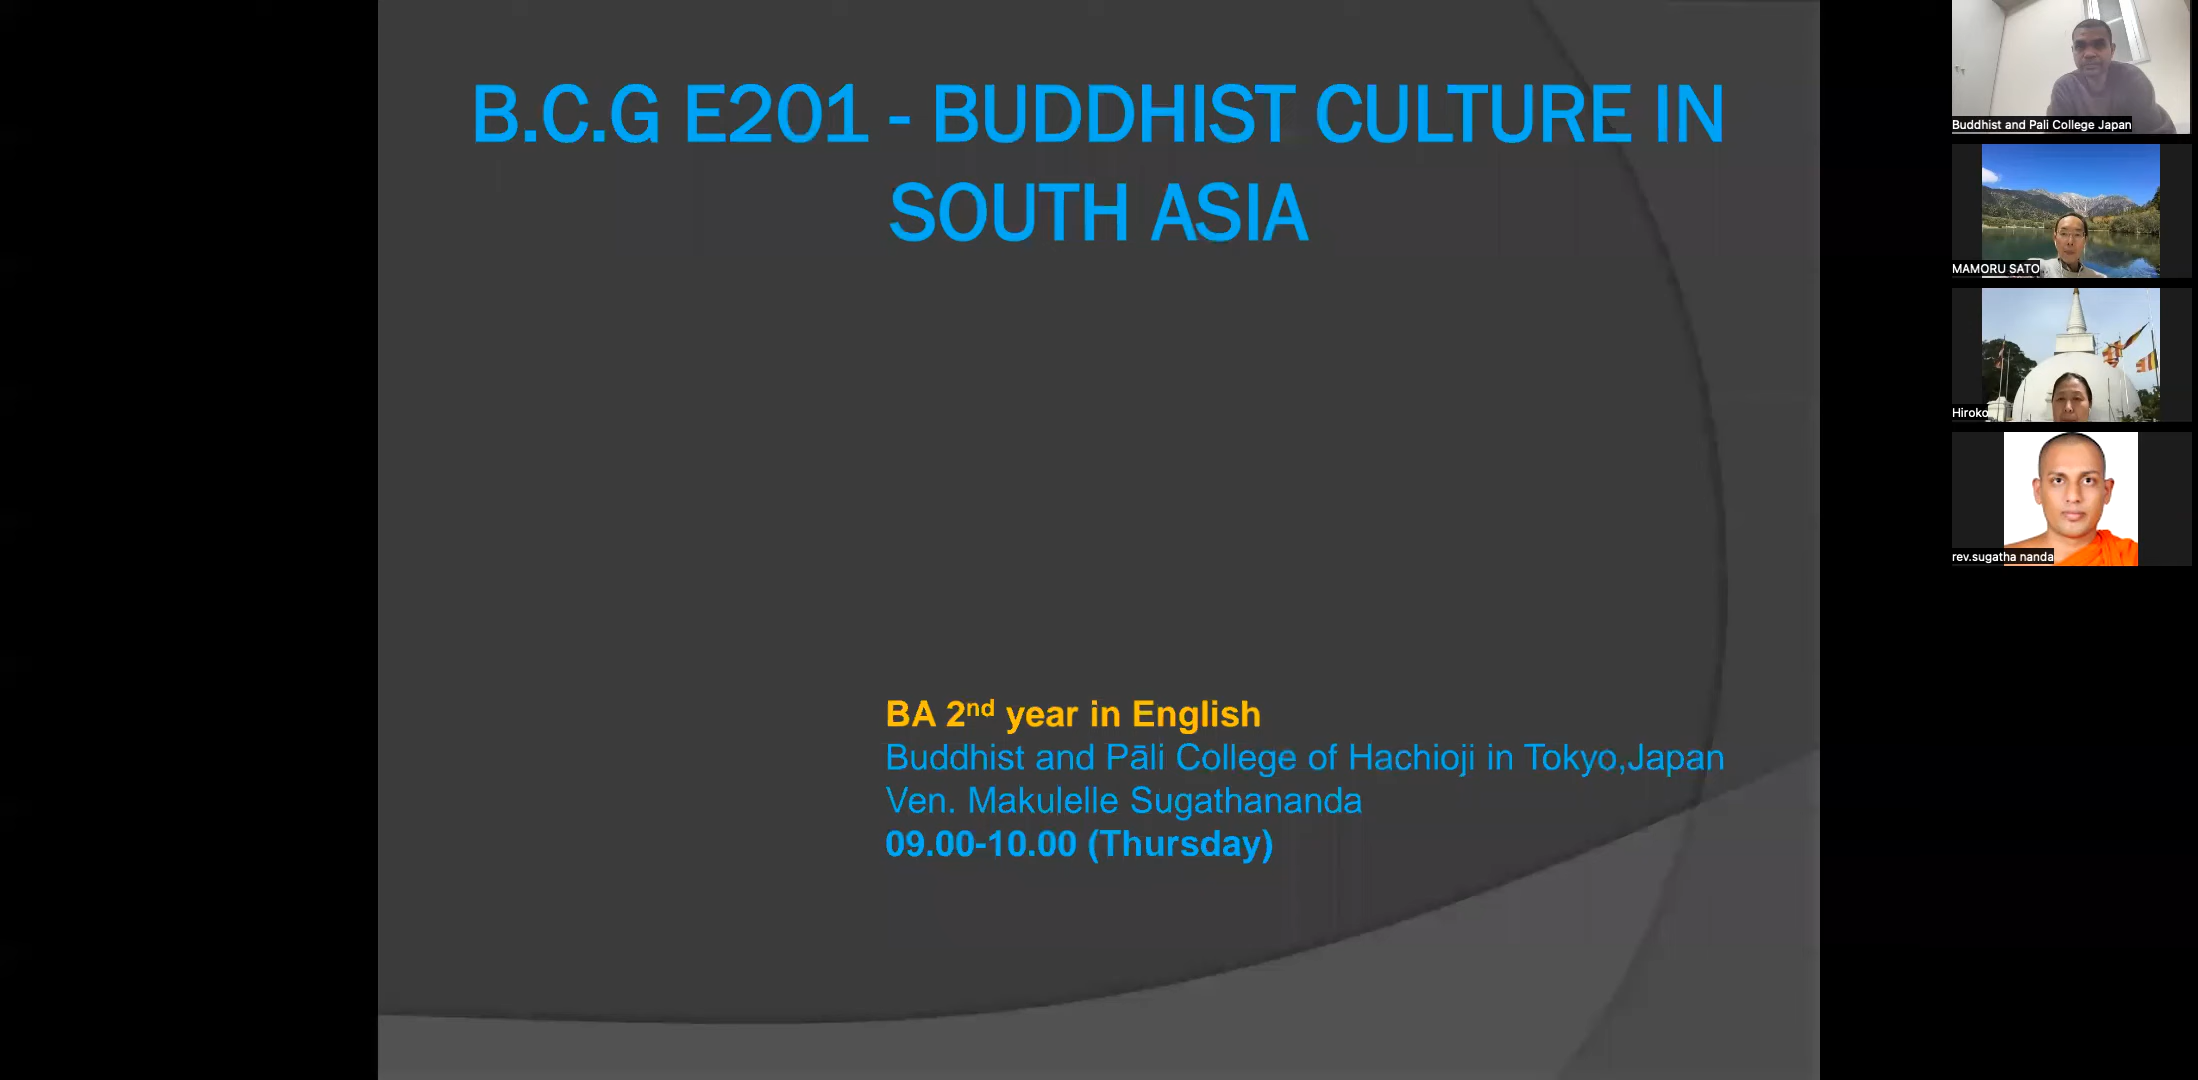 B.C.G E201 - BUDDHIST CULTURE IN
SOUTH ASIA
BA 2nd year in English
Buddhist and Pāli College of Hachioji in Tokyo,Japan
Ven. Makulelle Sugathananda
09.00-10.00 (Thursday)
Buddhist and Pali College Japan
MAMORU SATO
Hiroko
rev.sugatha nanda